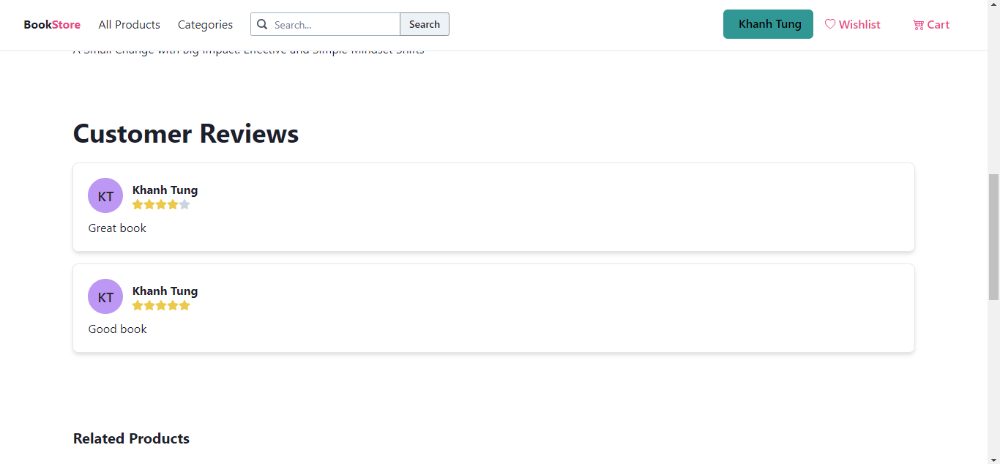 BookStore All Products Categories Search... Search Khanh Tung Wishlist Cart
A Small Change with Big Impact: Effective and Simple Mindset Shifts
Customer Reviews
KT Khanh Tung
Great book
KT Khanh Tung
Good book
Related Products